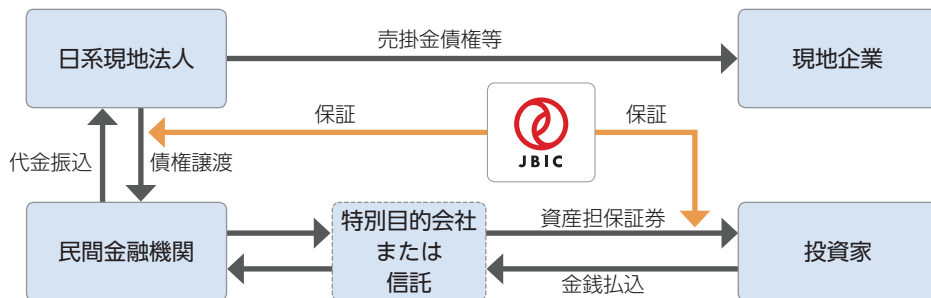 売掛金債権等
日系現地法人
現地企業
保証
保証
JBIC
代金振込
債権譲渡
特別目的会社
または
信託
資産担保証券
民間金融機関
投資家
金銭払込